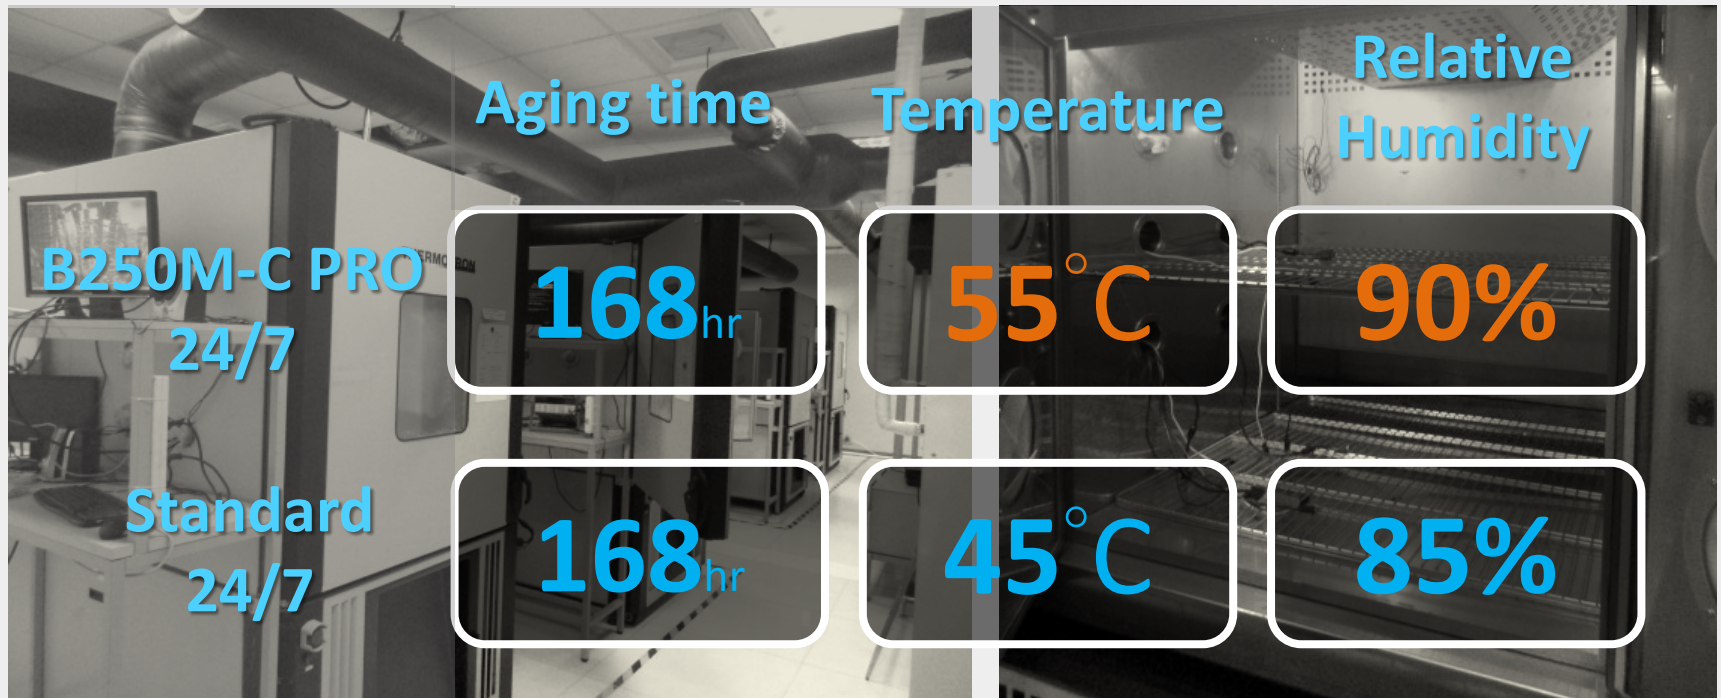 Aging time
Temperature
Relative
Humidity
B250M-C PRO
24/7
168hr
55°C
90%
Standard
24/7
168hr
45°C
85%